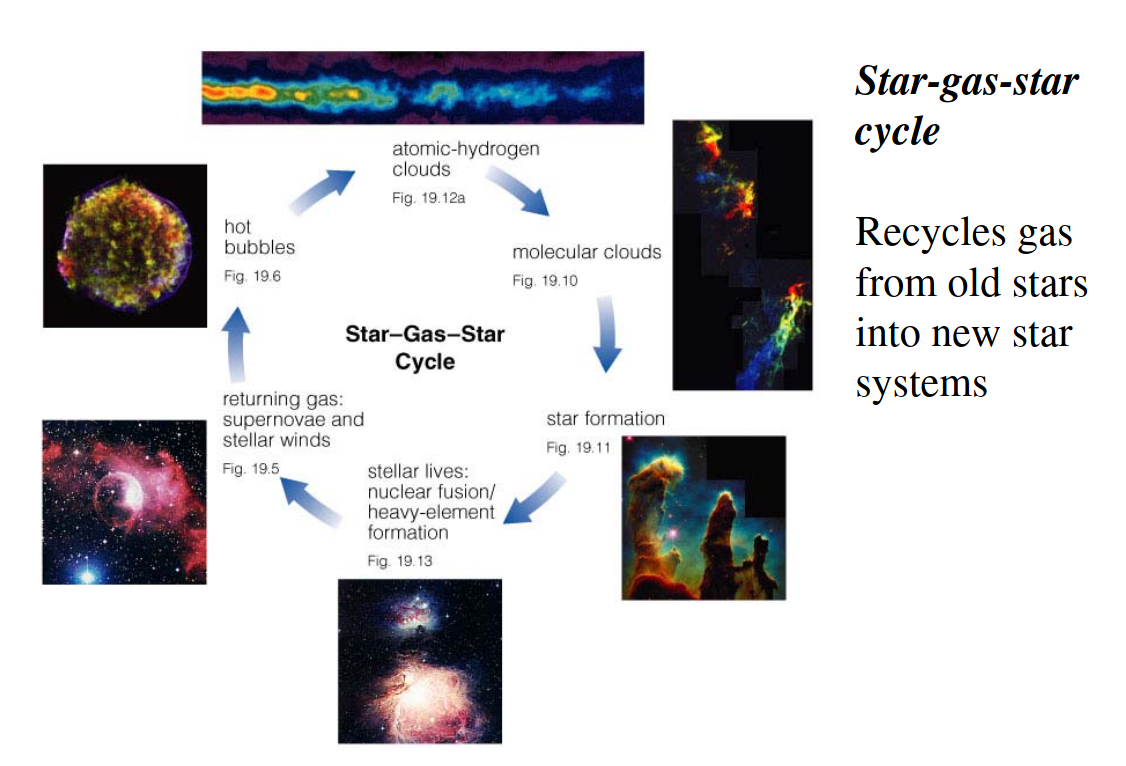 Star-gas-star
cycle
Recycles gas
from old stars
into new star
systems
atomic-hydrogen
clouds
Fig. 19.12a
molecular clouds
Fig. 19.10
star formation
Fig. 19.11
stellar lives:
nuclear fusion/
heavy-element
formation
Fig. 19.13
returning gas:
supernovae and
stellar winds
Fig. 19.5
hot
bubbles
Fig. 19.6
Star–Gas–Star
Cycle